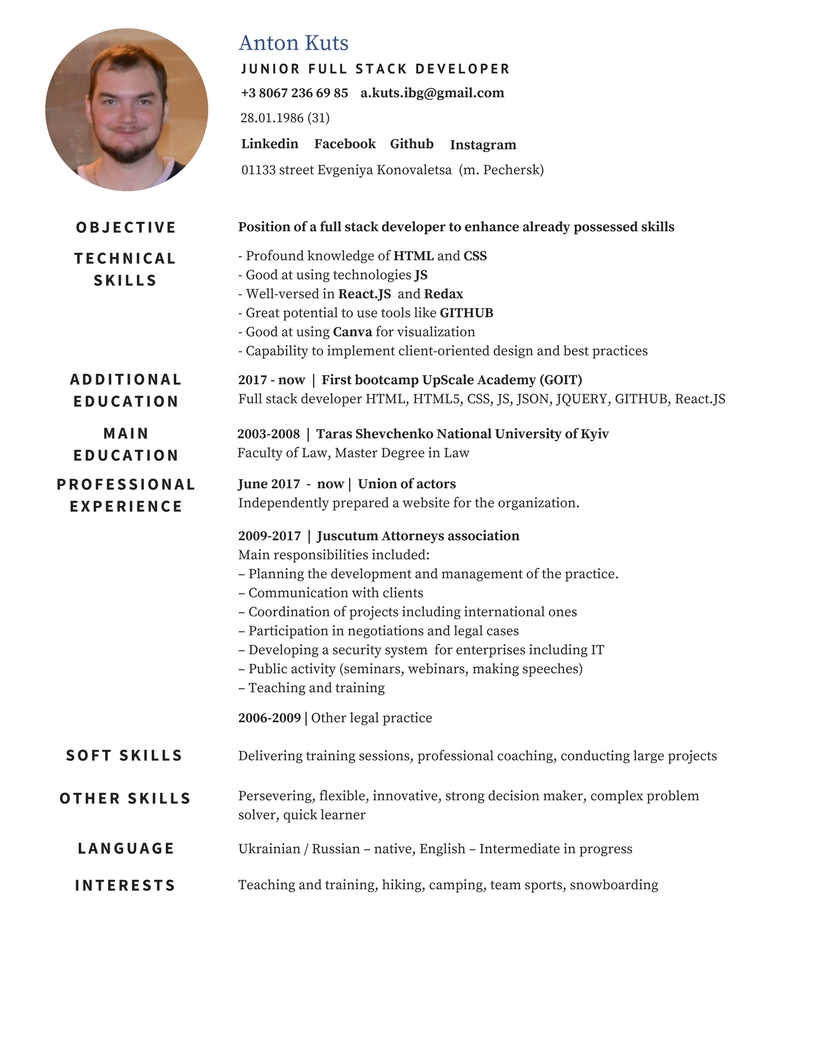 Anton Kuts
JUNIOR FULL STACK DEVELOPER
+3 8067 236 69 85 a.kuts.ibg@gmail.com
28.01.1986 (31)
Linkedin Facebook Github Instagram
01133 street Evgeniya Konovaletsa (m. Pechersk)
OBJECTIVE
Position of a full stack developer to enhance already possessed skills
TECHNICAL
SKILLS
- Profound knowledge of HTML and CSS
- Good at using technologies JS
- Well-versed in React.JS and Redax
- Great potential to use tools like GITHUB
- Good at using Canva for visualization
- Capability to implement client-oriented design and best practices
ADDITIONAL
EDUCATION
2017 - now | First bootcamp UpScale Academy (GOIT)
Full stack developer HTML, HTML5, CSS, JS, JSON, JQUERY, GITHUB, React.JS
MAIN
EDUCATION
2003-2008 | Taras Shevchenko National University of Kyiv
Faculty of Law, Master Degree in Law
PROFESSIONAL
EXPERIENCE
June 2017 - now | Union of actors
Independently prepared a website for the organization.
2009-2017 | Juscutum Attorneys association
Main responsibilities included:
– Planning the development and management of the practice.
– Communication with clients
– Coordination of projects including international ones
– Participation in negotiations and legal cases
– Developing a security system for enterprises including IT
– Public activity (seminars, webinars, making speeches)
– Teaching and training
2006-2009 | Other legal practice
SOFT SKILLS
Delivering training sessions, professional coaching, conducting large projects
OTHER SKILLS
Persevering, flexible, innovative, strong decision maker, complex problem
solver, quick learner
LANGUAGE
Ukrainian / Russian – native, English – Intermediate in progress
INTERESTS
Teaching and training, hiking, camping, team sports, snowboarding